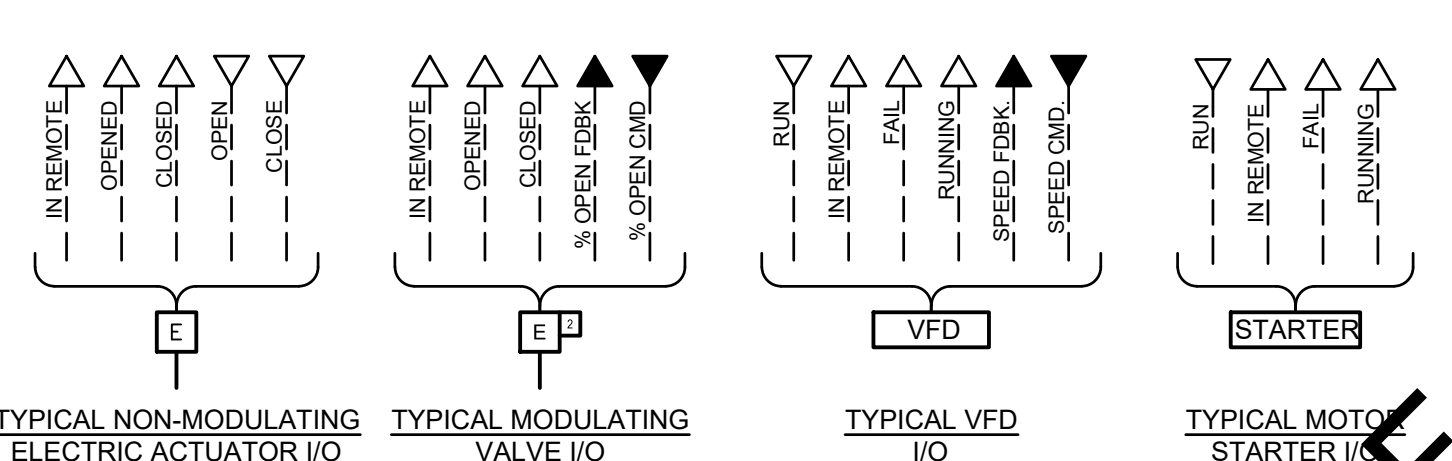 IN REMOTE
OPENED
CLOSED
OPEN
CLOSE
E
TYPICAL NON-MODULATING
ELECTRIC ACTUATOR I/O
IN REMOTE
OPENED
CLOSED
% OPEN FDBK
% OPEN CMD
E
2
TYPICAL MODULATING
VALVE I/O
RUN
IN REMOTE
FAIL
RUNNING
SPEED FDBK.
SPEED CMD.
VFD
TYPICAL VFD
I/O
RUN
IN REMOTE
FAIL
RUNNING
STARTER
TYPICAL MOTOR
STARTER I/O